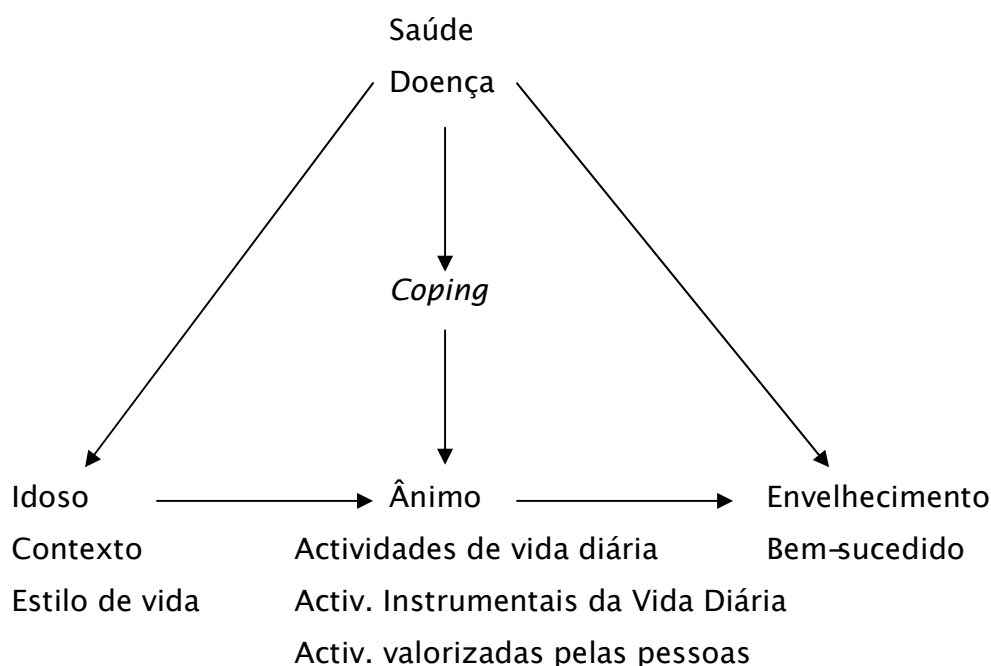 Saúde
Doença
Coping
Idoso
Ânimo
Envelhecimento
Contexto
Actividades de vida diária
Bem-sucedido
Estilo de vida
Activ. Instrumentais da Vida Diária
Activ. valorizadas pelas pessoas